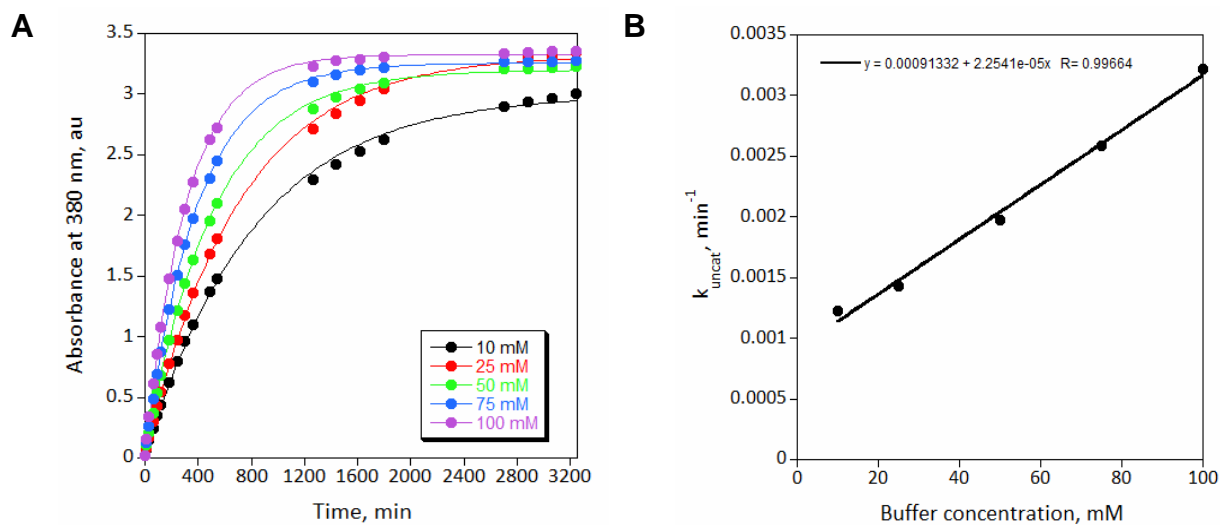 A
3.5
3
2.5
2
1.5
1
0.5
0
Absorbance at 380 nm, au
10 mM
25 mM
50 mM
75 mM
100 mM
0 400 800 1200 1600 2000 2400 2800 3200
Time, min
B
0.0035
0.003
0.0025
0.002
0.0015
0.001
0.0005
0
k_uncat, min^-1
y = 0.00091332 + 2.2541e-05x R= 0.99664
0 20 40 60 80 100
Buffer concentration, mM